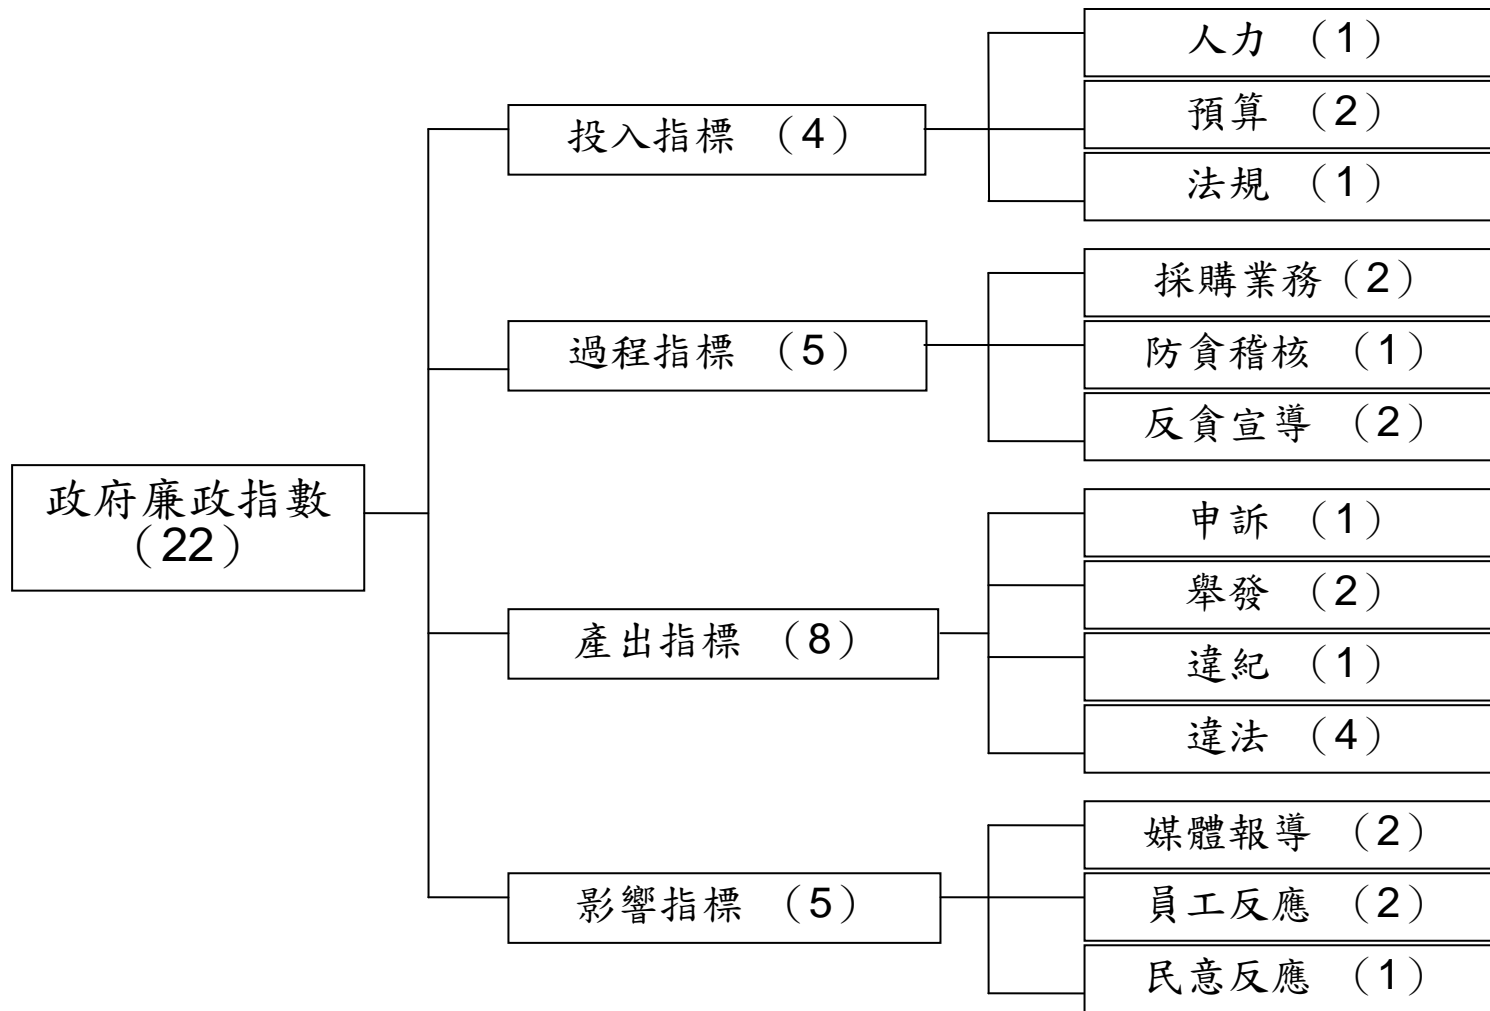 人力 （1）
投入指標 （4）
預算 （2）
法規 （1）
採購業務（2）
過程指標 （5）
防貪稽核 （1）
反貪宣導 （2）
政府廉政指數
（22）
申訴 （1）
舉發 （2）
產出指標 （8）
違紀 （1）
違法 （4）
媒體報導 （2）
影響指標 （5）
員工反應 （2）
民意反應 （1）